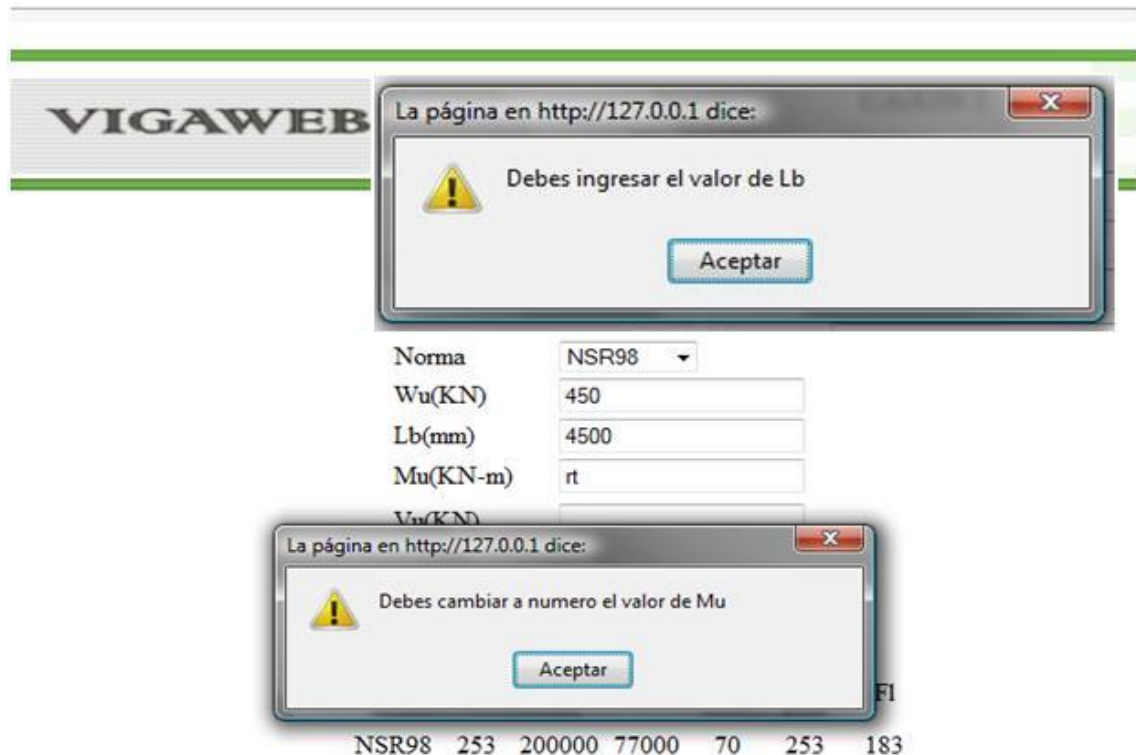 VIGAWEB
La página en http://127.0.0.1 dice:
Debes ingresar el valor de Lb
Aceptar
Norma NSR98
Wu(KN) 450
Lb(mm) 4500
Mu(KN-m) rt
Vu(KN)
La página en http://127.0.0.1 dice:
Debes cambiar a numero el valor de Mu
Aceptar
Fl
NSR98 253 200000 77000 70 253 183